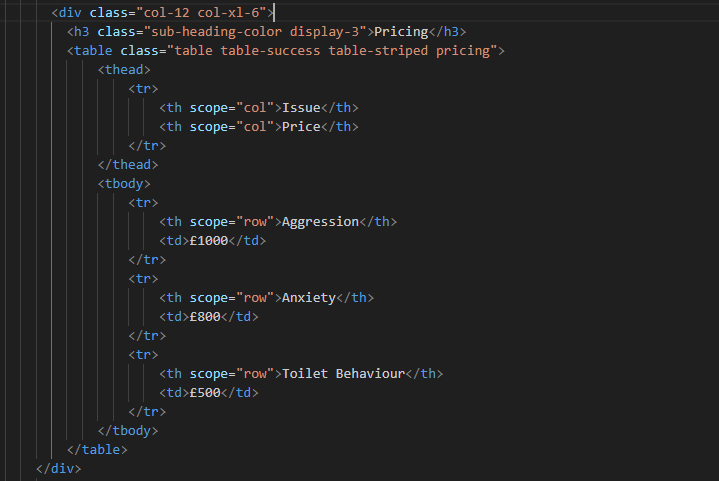 <div class="col-12 col-xl-6">
<h3 class="sub-heading-color display-3">Pricing</h3>
<table class="table table-success table-striped pricing">
<thead>
<tr>
<th scope="col">Issue</th>
<th scope="col">Price</th>
</tr>
</thead>
<tbody>
<tr>
<th scope="row">Aggression</th>
<td>£1000</td>
</tr>
<tr>
<th scope="row">Anxiety</th>
<td>£800</td>
</tr>
<tr>
<th scope="row">Toilet Behaviour</th>
<td>£500</td>
</tr>
</tbody>
</table>
</div>